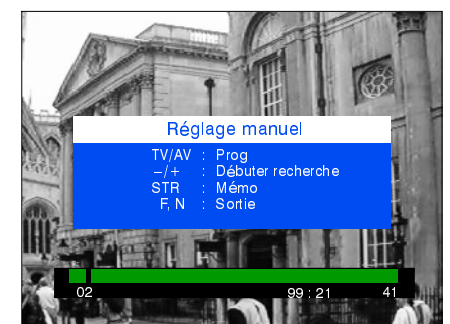 Réglage manuel
TV/AV : Prog
−/+ : Débuter recherche
STR : Mémo
F, N : Sortie
02 99 : 21 41